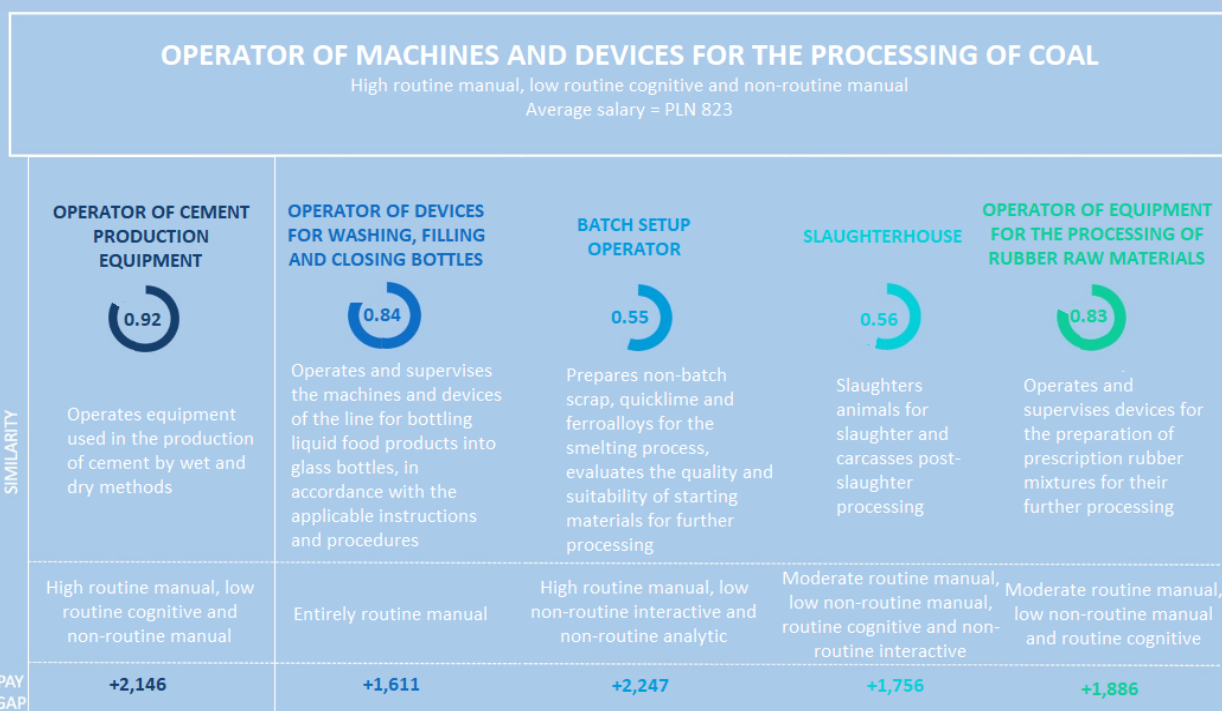 OPERATOR OF MACHINES AND DEVICES FOR THE PROCESSING OF COAL
High routine manual, low routine cognitive and non-routine manual
Average salary = PLN 823
SIMILARITY
OPERATOR OF CEMENT
PRODUCTION
EQUIPMENT
0.92
Operates equipment
used in the production
of cement by wet and
dry methods
High routine manual, low
routine cognitive and
non-routine manual
OPERATOR OF DEVICES
FOR WASHING, FILLING
AND CLOSING BOTTLES
0.84
Operates and supervises
the machines and devices
of the line for bottling
liquid food products into
glass bottles, in
accordance with the
applicable instructions
and procedures
Entirely routine manual
BATCH SETUP
OPERATOR
0.55
Prepares non-batch
scrap, quicklime and
ferroalloys for the
smelting process,
evaluates the quality and
suitability of starting
materials for further
processing
High routine manual, low
non-routine interactive and
non-routine analytic
SLAUGHTERHOUSE
0.56
Slaughters
animals for
slaughter and
carcasses post-
slaughter
processing
Moderate routine manual,
low non-routine manual,
routine cognitive and non-
routine interactive
OPERATOR OF EQUIPMENT
FOR THE PROCESSING OF
RUBBER RAW MATERIALS
0.83
Operates and
supervises devices for
the preparation of
prescription rubber
mixtures for their
further processing
Moderate routine manual,
low non-routine manual
and routine cognitive
PAY
GAP
+2,146
+1,611
+2,247
+1,756
+1,886